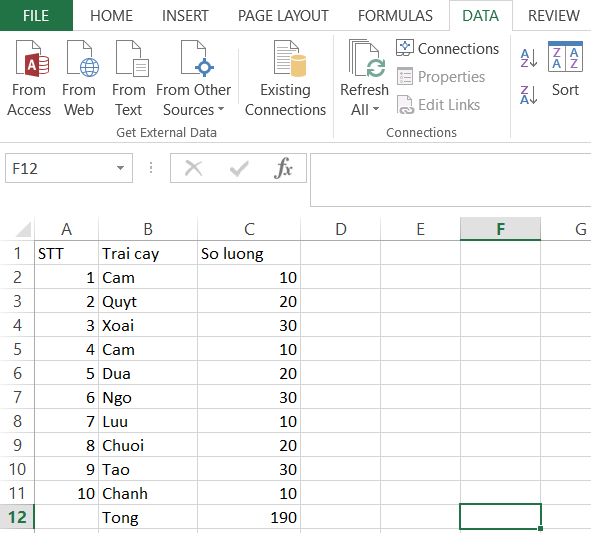 FILE HOME INSERT PAGE LAYOUT FORMULAS DATA REVIEW
From Access
From Web
From Text
From Other Sources
Existing Connections
Refresh All
Connections
Properties
Edit Links
Sort
Get External Data
Connections
F12 fx
A B C D E F G
1 STT Trai cay So luong
2 1 Cam 10
3 2 Quyt 20
4 3 Xoai 30
5 4 Cam 10
6 5 Dua 20
7 6 Ngo 30
8 7 Luu 10
9 8 Chuoi 20
10 9 Tao 30
11 10 Chanh 10
12 Tong 190